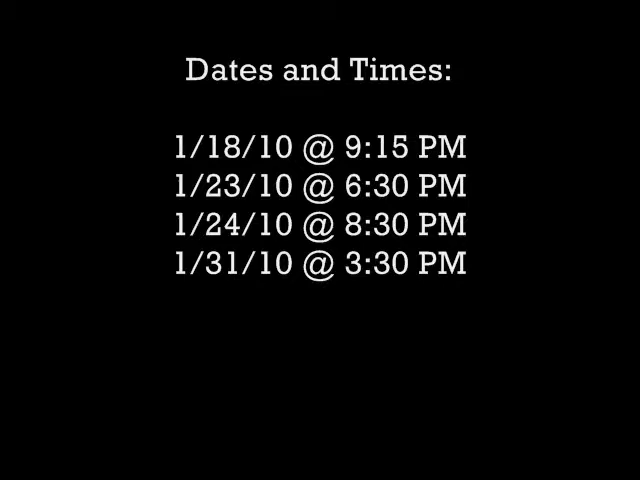 Dates and Times:
1/18/10 @ 9:15 PM
1/23/10 @ 6:30 PM
1/24/10 @ 8:30 PM
1/31/10 @ 3:30 PM